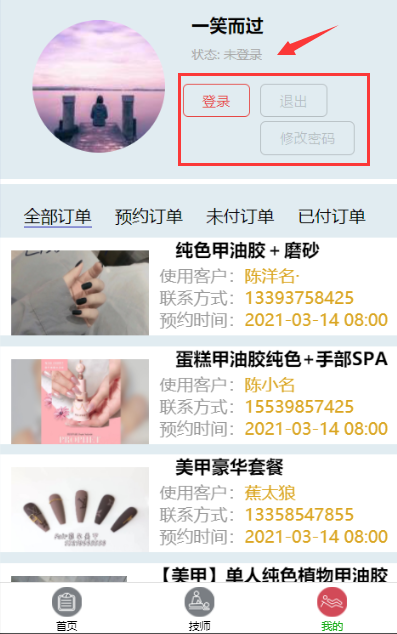 一笑而过
状态: 未登录
登录 退出
修改密码
全部订单 预约订单 未付订单 已付订单
纯色甲油胶＋磨砂
使用客户: 陈洋名·
联系方式: 13393758425
预约时间: 2021-03-14 08:00
蛋糕甲油胶纯色+手部SPA
使用客户: 陈小名
联系方式: 15539857425
预约时间: 2021-03-14 08:00
美甲豪华套餐
使用客户: 蕉太狼
联系方式: 13358547855
预约时间: 2021-03-14 08:00
【美甲】单人纯色植物甲油胶
首页 技师 我的